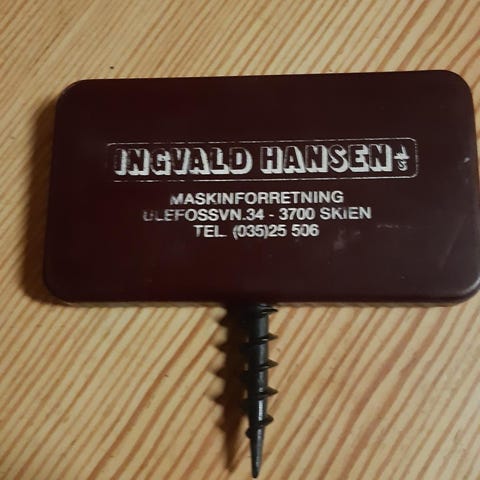 INGVALD HANSEN A/S
MASKINFORRETNING
ULEFOSSVN.34 - 3700 SKIEN
TEL. (035)25 506